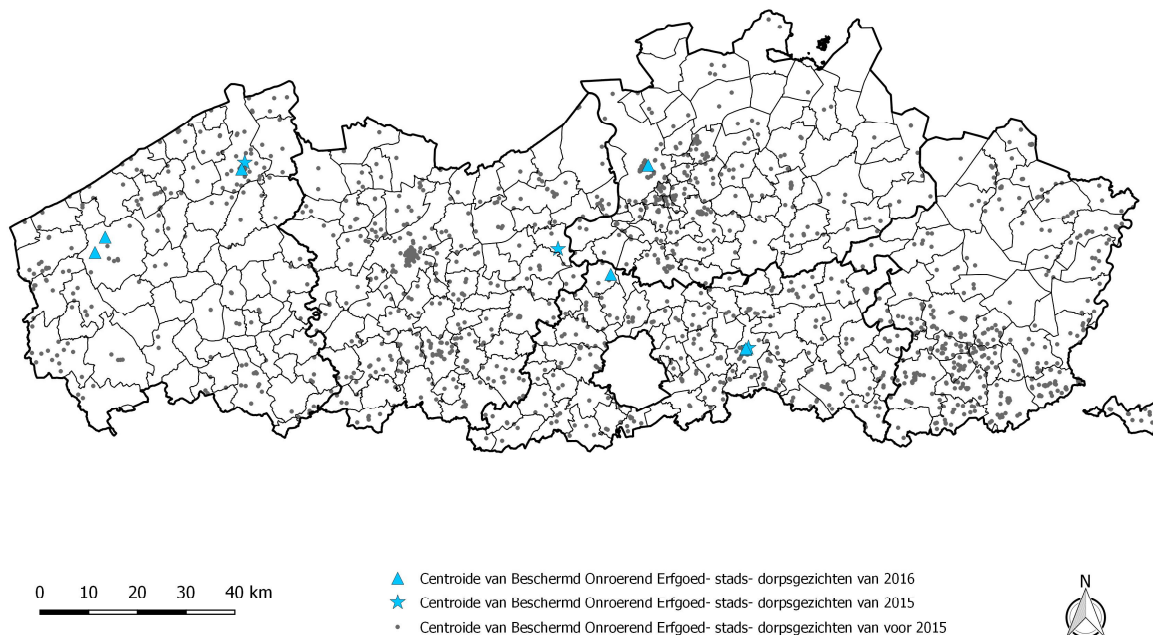 0 10 20 30 40 km
Centroide van Beschermd Onroerend Erfgoed- stads- dorpsgezichten van 2016
Centroide van Beschermd Onroerend Erfgoed- stads- dorpsgezichten van 2015
Centroide van Beschermd Onroerend Erfgoed- stads- dorpsgezichten van voor 2015
N